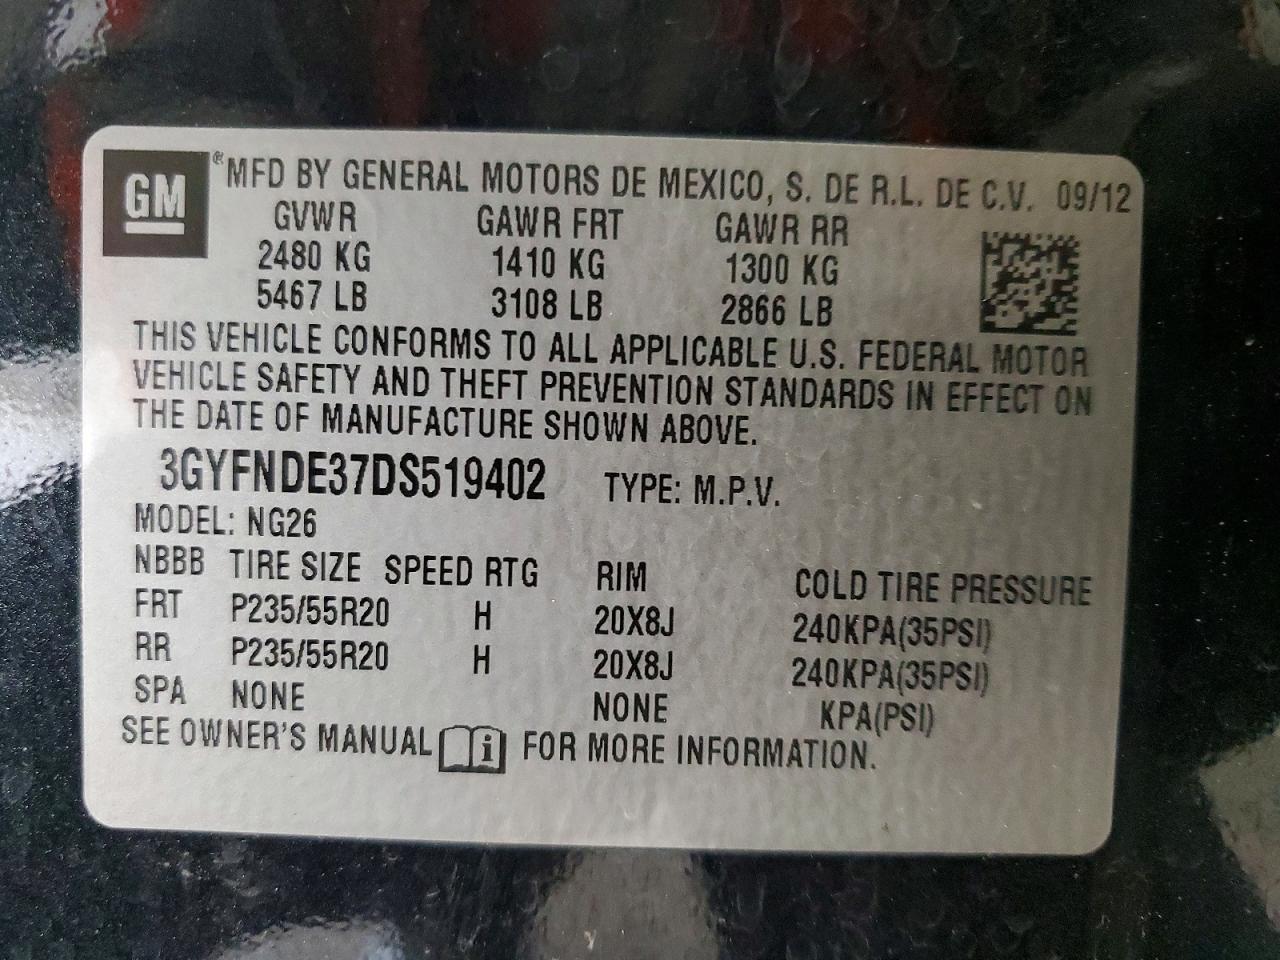 GM ® MFD BY GENERAL MOTORS DE MEXICO, S. DE R.L. DE C.V. 09/12
GVWR GAWR FRT GAWR RR
2480 KG 1410 KG 1300 KG
5467 LB 3108 LB 2866 LB
THIS VEHICLE CONFORMS TO ALL APPLICABLE U.S. FEDERAL MOTOR
VEHICLE SAFETY AND THEFT PREVENTION STANDARDS IN EFFECT ON
THE DATE OF MANUFACTURE SHOWN ABOVE.
3GYFNDE37DS519402 TYPE: M.P.V.
MODEL: NG26
NBBB TIRE SIZE SPEED RTG RIM COLD TIRE PRESSURE
FRT P235/55R20 H 20X8J 240KPA(35PSI)
RR P235/55R20 H 20X8J 240KPA(35PSI)
SPA NONE NONE KPA(PSI)
SEE OWNER'S MANUAL i FOR MORE INFORMATION.